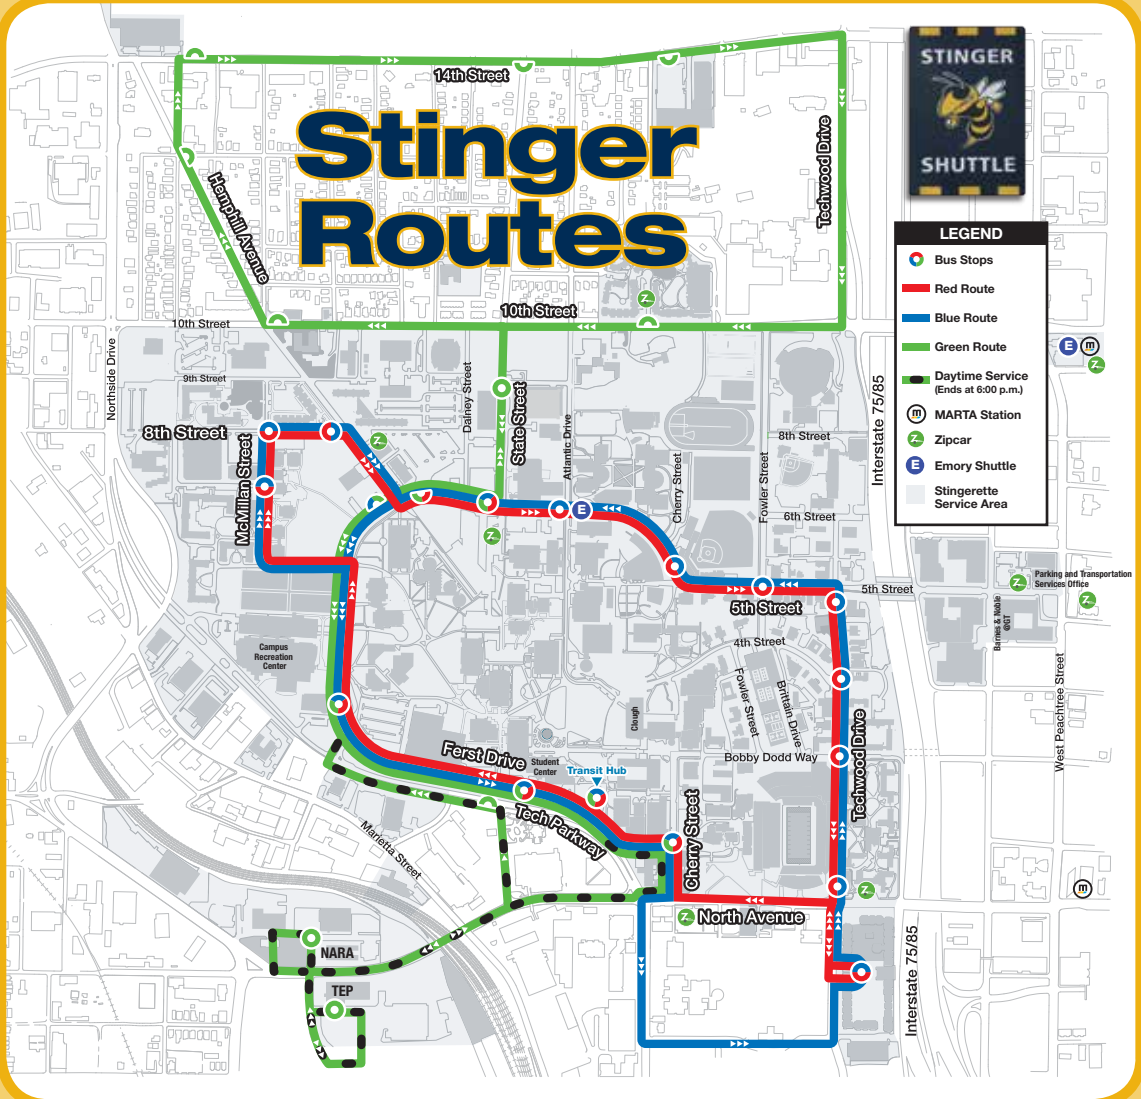 STINGER
SHUTTLE
14th Street
Stinger
Routes
Techwood Drive
Hemphill Avenue
LEGEND
Bus Stops
Red Route
Blue Route
Green Route
Daytime Service
(Ends at 6:00 p.m.)
m MARTA Station
Z Zipcar
E Emory Shuttle
Stingerette
Service Area
Z
10th Street
10th Street
E
m
Z
Northside Drive
9th Street
Dalney Street
State Street
Atlantic Drive
Interstate 75/85
8th Street
Z
8th Street
McMillan Street
Cherry Street
Fowler Street
E
6th Street
Z
5th Street
5th Street
Z
Parking and Transportation
Services Office
Z
Barnes & Noble
@GT
4th Street
Campus
Recreation
Center
Fowler Street
Brittain Drive
West Peachtree Street
Clough
Ferst Drive
Student
Center
Transit Hub
Bobby Dodd Way
Techwood Drive
Tech Parkway
Cherry Street
Marietta Street
Z
m
Z
North Avenue
NARA
TEP
Interstate 75/85